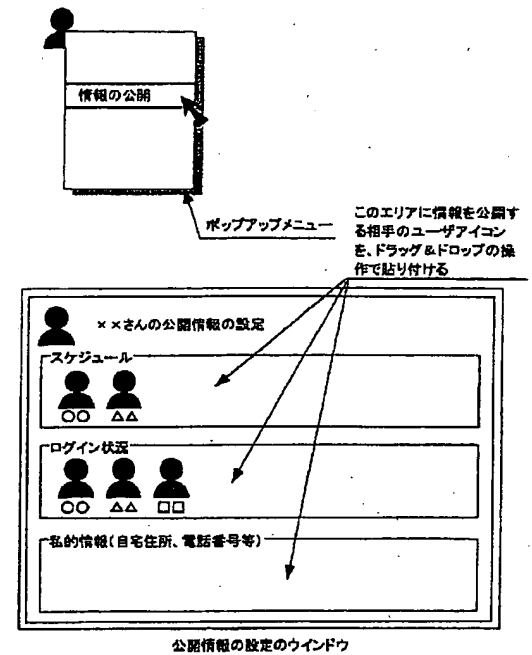 情報の公開
ポップアップメニュー
このエリアに情報を公開す
る相手のユーザアイコン
を、ドラッグ&ドロップの操
作で貼り付ける
××さんの公開情報の設定
スケジュール
○○ △△
ログイン状況
○○ △△ □□
私的情報(自宅住所、電話番号等)
公開情報の設定のウインドウ